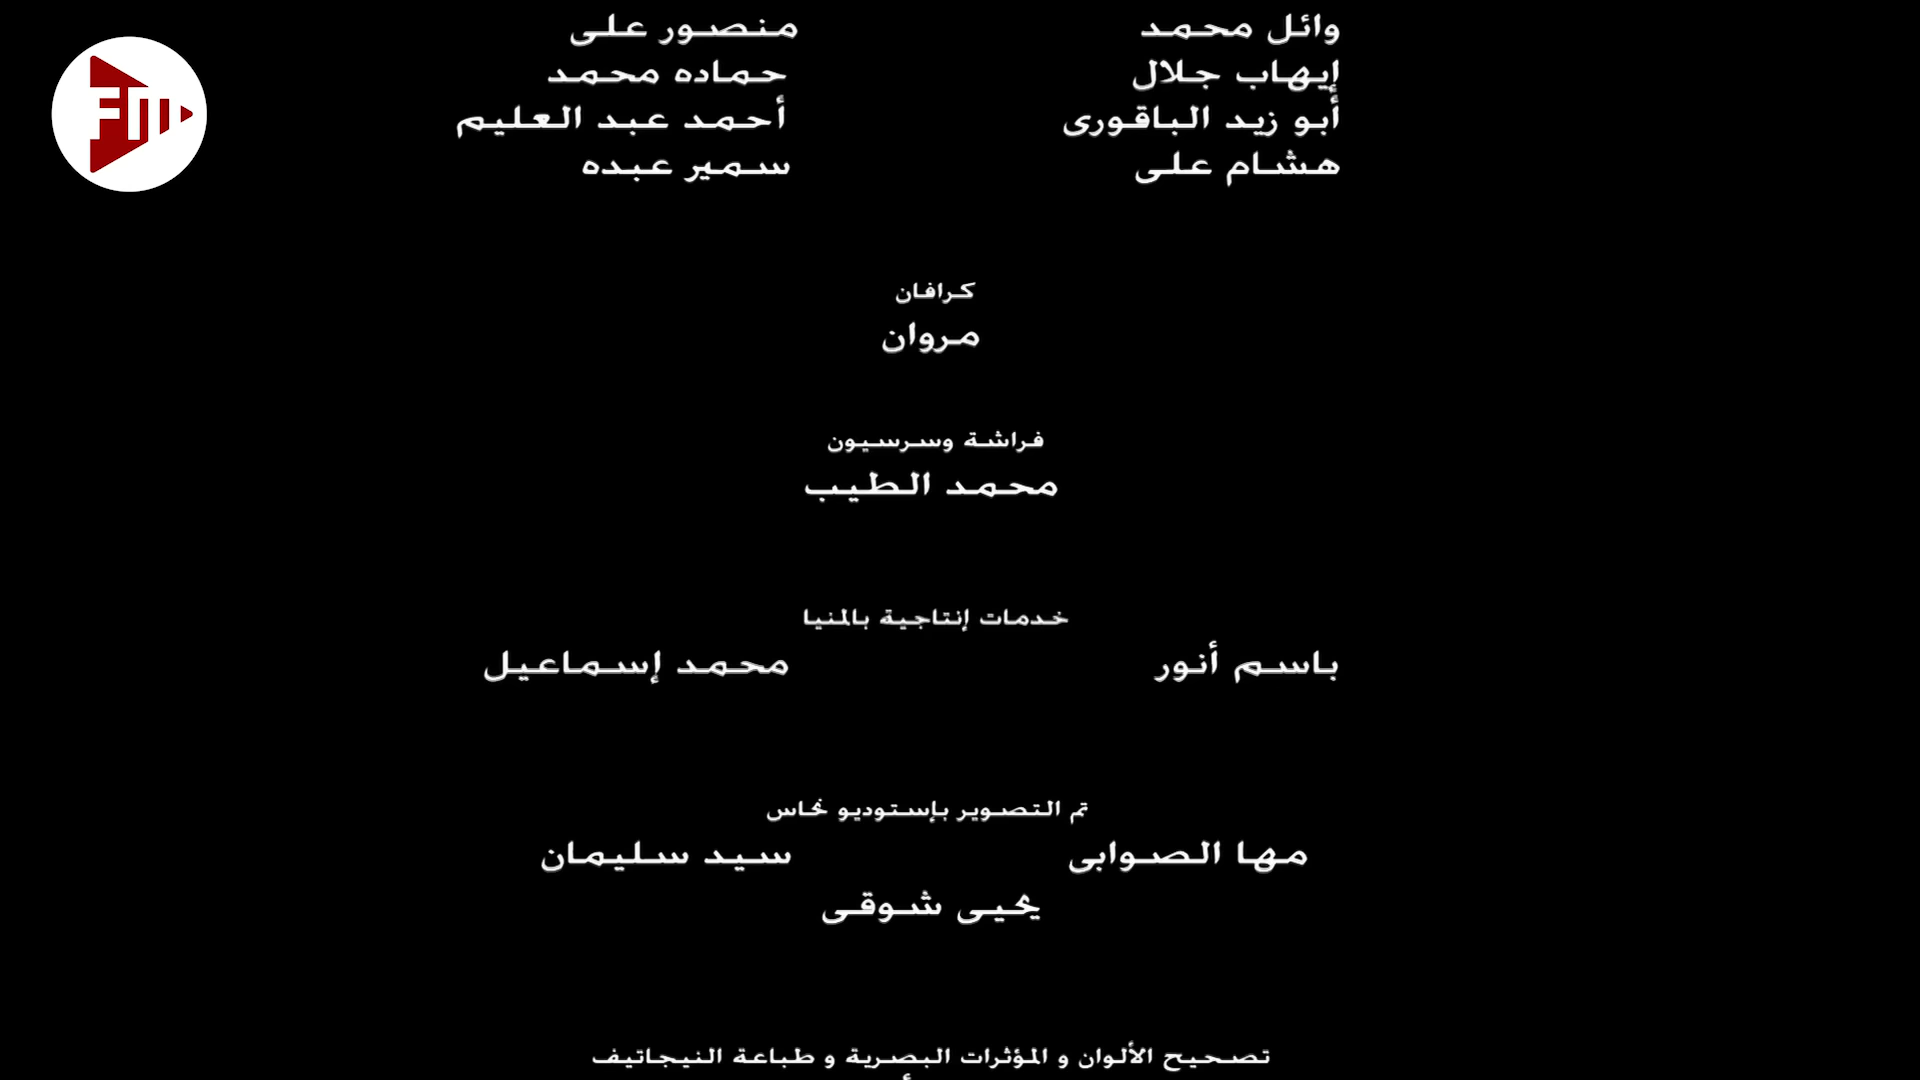 وائل محمد منصور على
إيهاب جلال حماده محمد
أبو زيد الباقورى أحمد عبد العليم
هشام على سمير عبده
كرافان
مروان
فراشة وسرسيون
محمد الطيب
خدمات إنتاجية بالمنيا
باسم أنور محمد إسماعيل
تم التصوير بإستوديو نحاس
مها الصوابى سيد سليمان
يحيى شوقى
تصحيح الألوان و المؤثرات البصرية و طباعة النيجاتيف